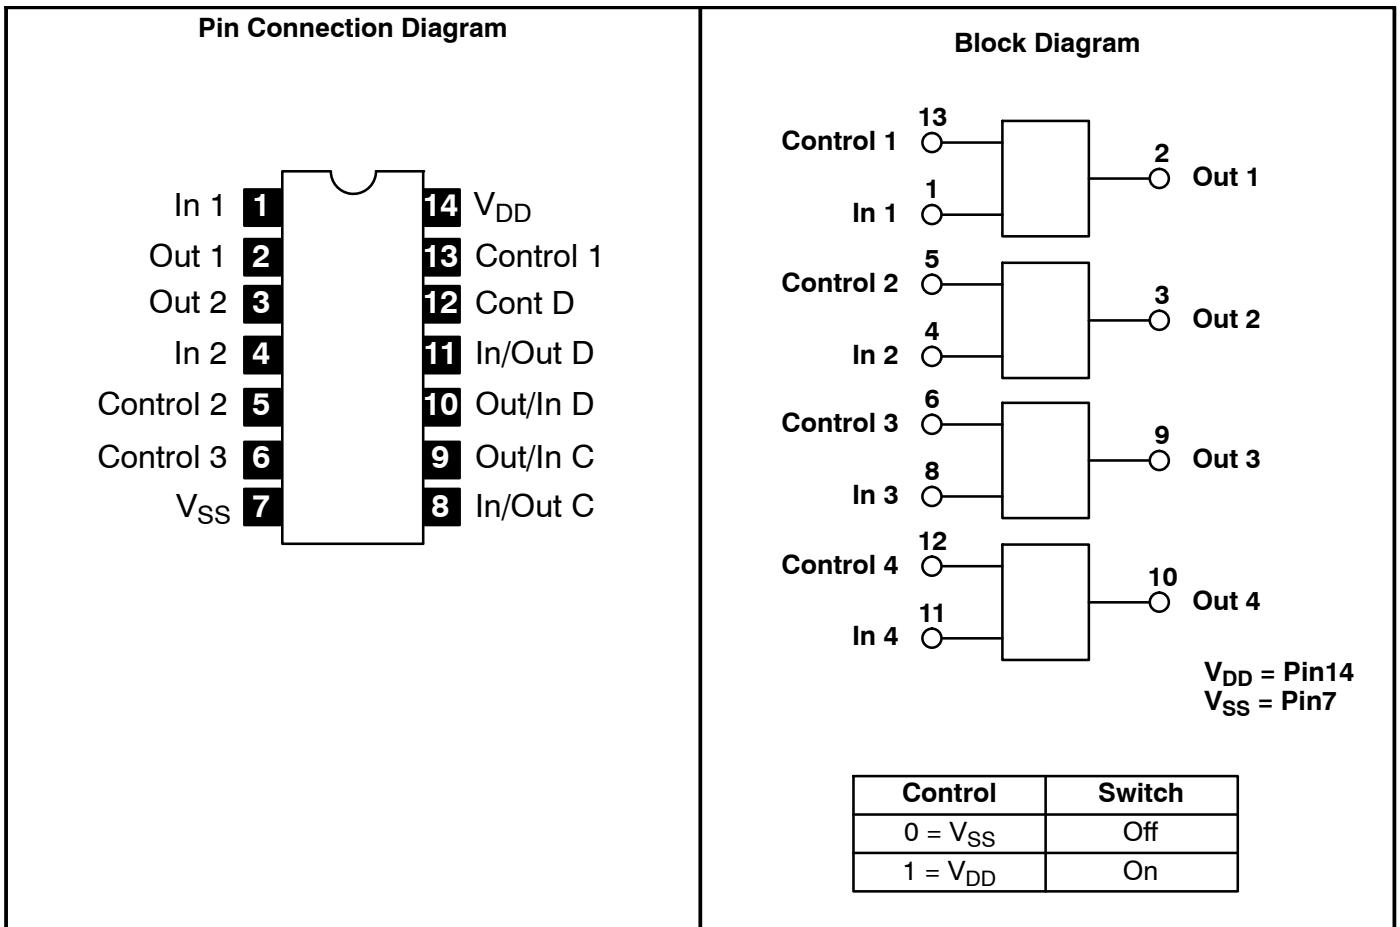 Pin Connection Diagram
In 1 1
Out 1 2
Out 2 3
In 2 4
Control 2 5
Control 3 6
VSS 7
14 VDD
13 Control 1
12 Cont D
11 In/Out D
10 Out/In D
9 Out/In C
8 In/Out C
Block Diagram
13
Control 1
2
Out 1
1
In 1
5
Control 2
3
Out 2
4
In 2
6
Control 3
9
Out 3
8
In 3
12
Control 4
10
Out 4
11
In 4
VDD = Pin14
VSS = Pin7
Control Switch
0 = VSS Off
1 = VDD On